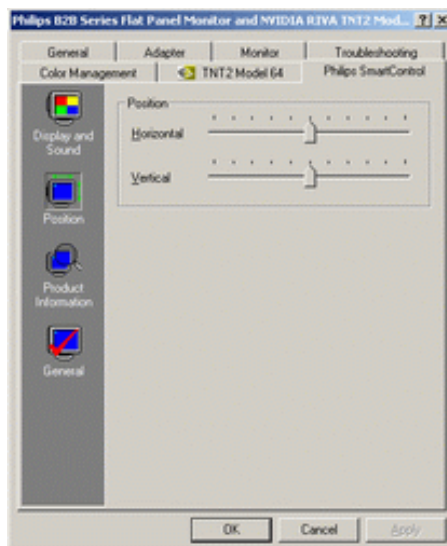 Philips B2B Series Flat Panel Monitor and NVIDIA RIVA TNT2 Mod...
General Adapter Monitor Troubleshooting
Color Management TNT2 Model 64 Philips SmartControl
Display and
Sound
Position
Product
Information
General
Position
Horizontal
Vertical
OK Cancel Apply